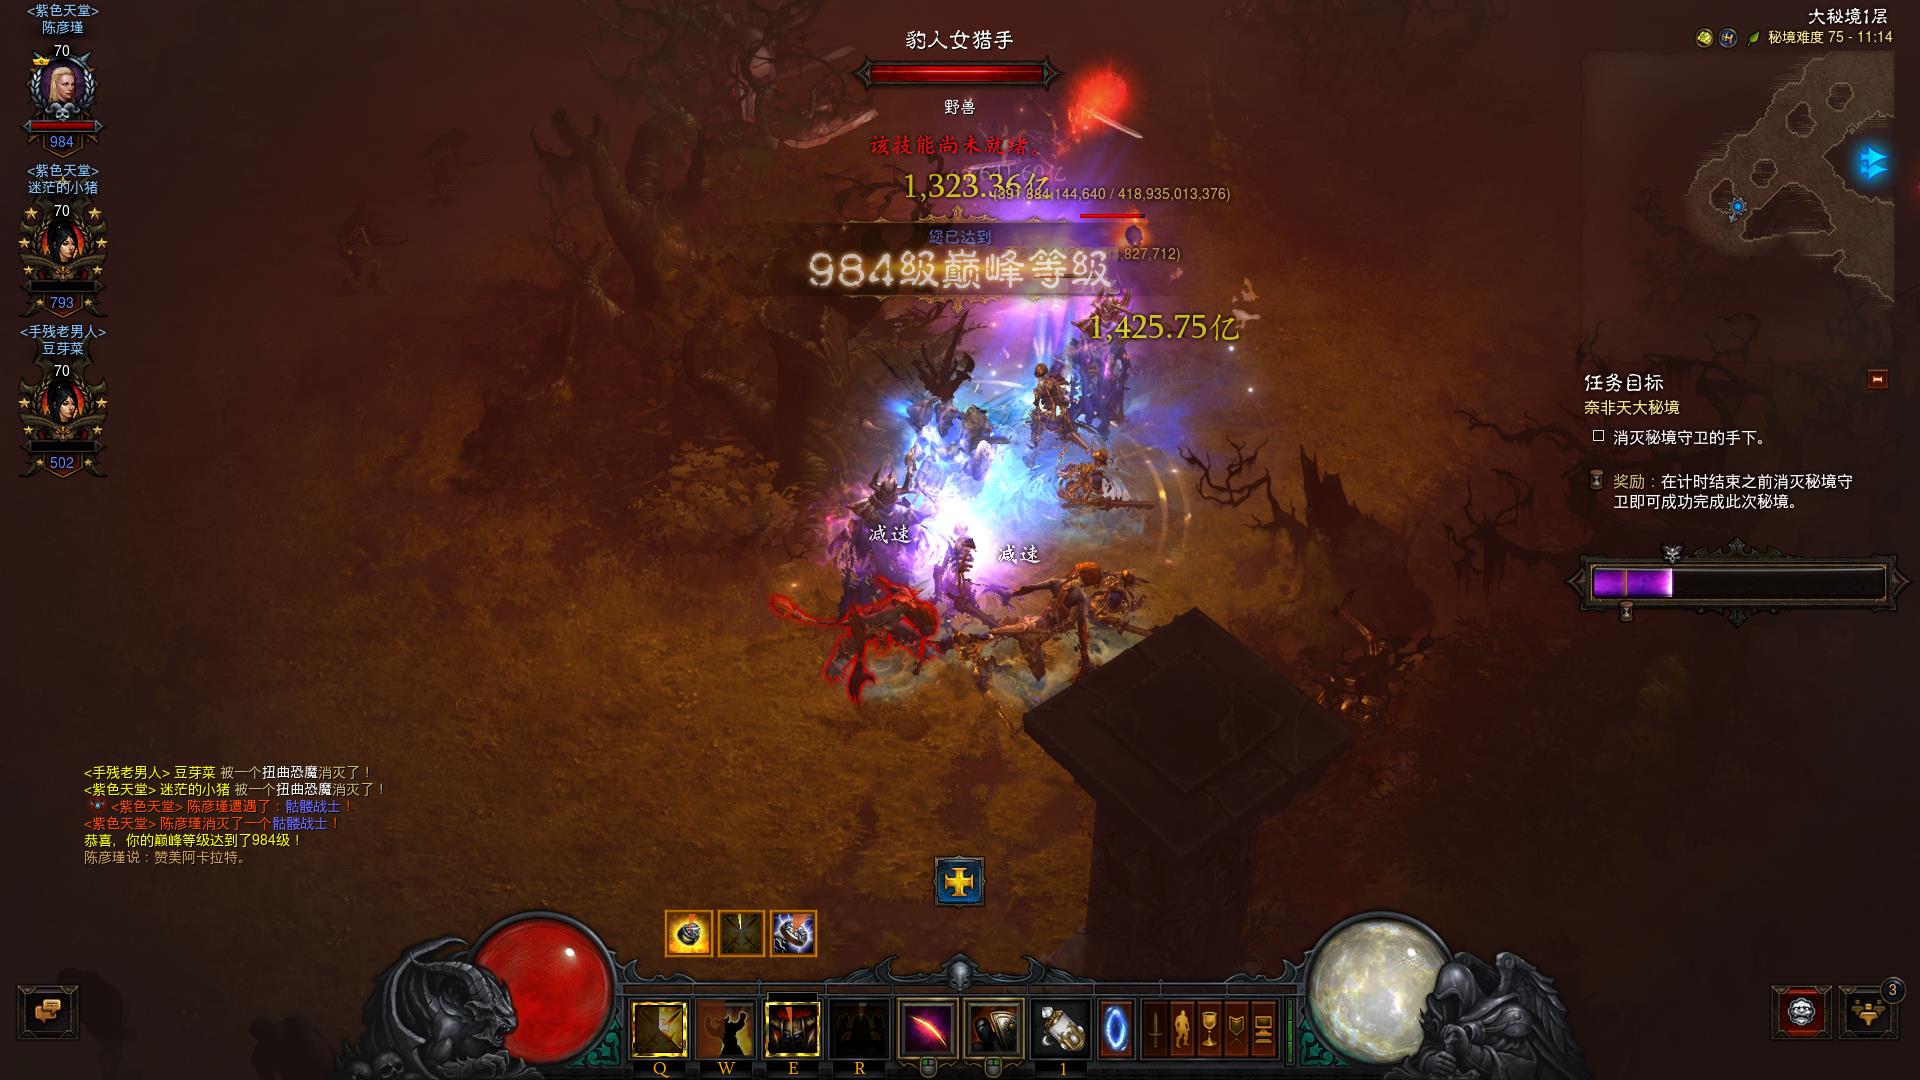 <紫色天堂>
陈彦瑾
70
984
<紫色天堂>
迷茫的小猪
70
793
<手残老男人>
豆芽菜
70
502
豹人女猎手
野兽
该技能尚未就绪。
1,323.36亿
(391,884,144,640 / 418,935,013,376)
您已达到
984级巅峰等级
1,425.75亿
减速
减速
大秘境1层
秘境难度 75 - 11:14
任务目标
奈非天大秘境
消灭秘境守卫的手下。
奖励：在计时结束之前消灭秘境守
卫即可成功完成此次秘境。
<手残老男人> 豆芽菜 被一个扭曲恐魔消灭了！
<紫色天堂> 迷茫的小猪 被一个扭曲恐魔消灭了！
<紫色天堂> 陈彦瑾遭遇了：骷髅战士！
<紫色天堂> 陈彦瑾消灭了一个骷髅战士！
恭喜，你的巅峰等级达到了984级！
陈彦瑾说：赞美阿卡拉特。
Q W E R 1
3